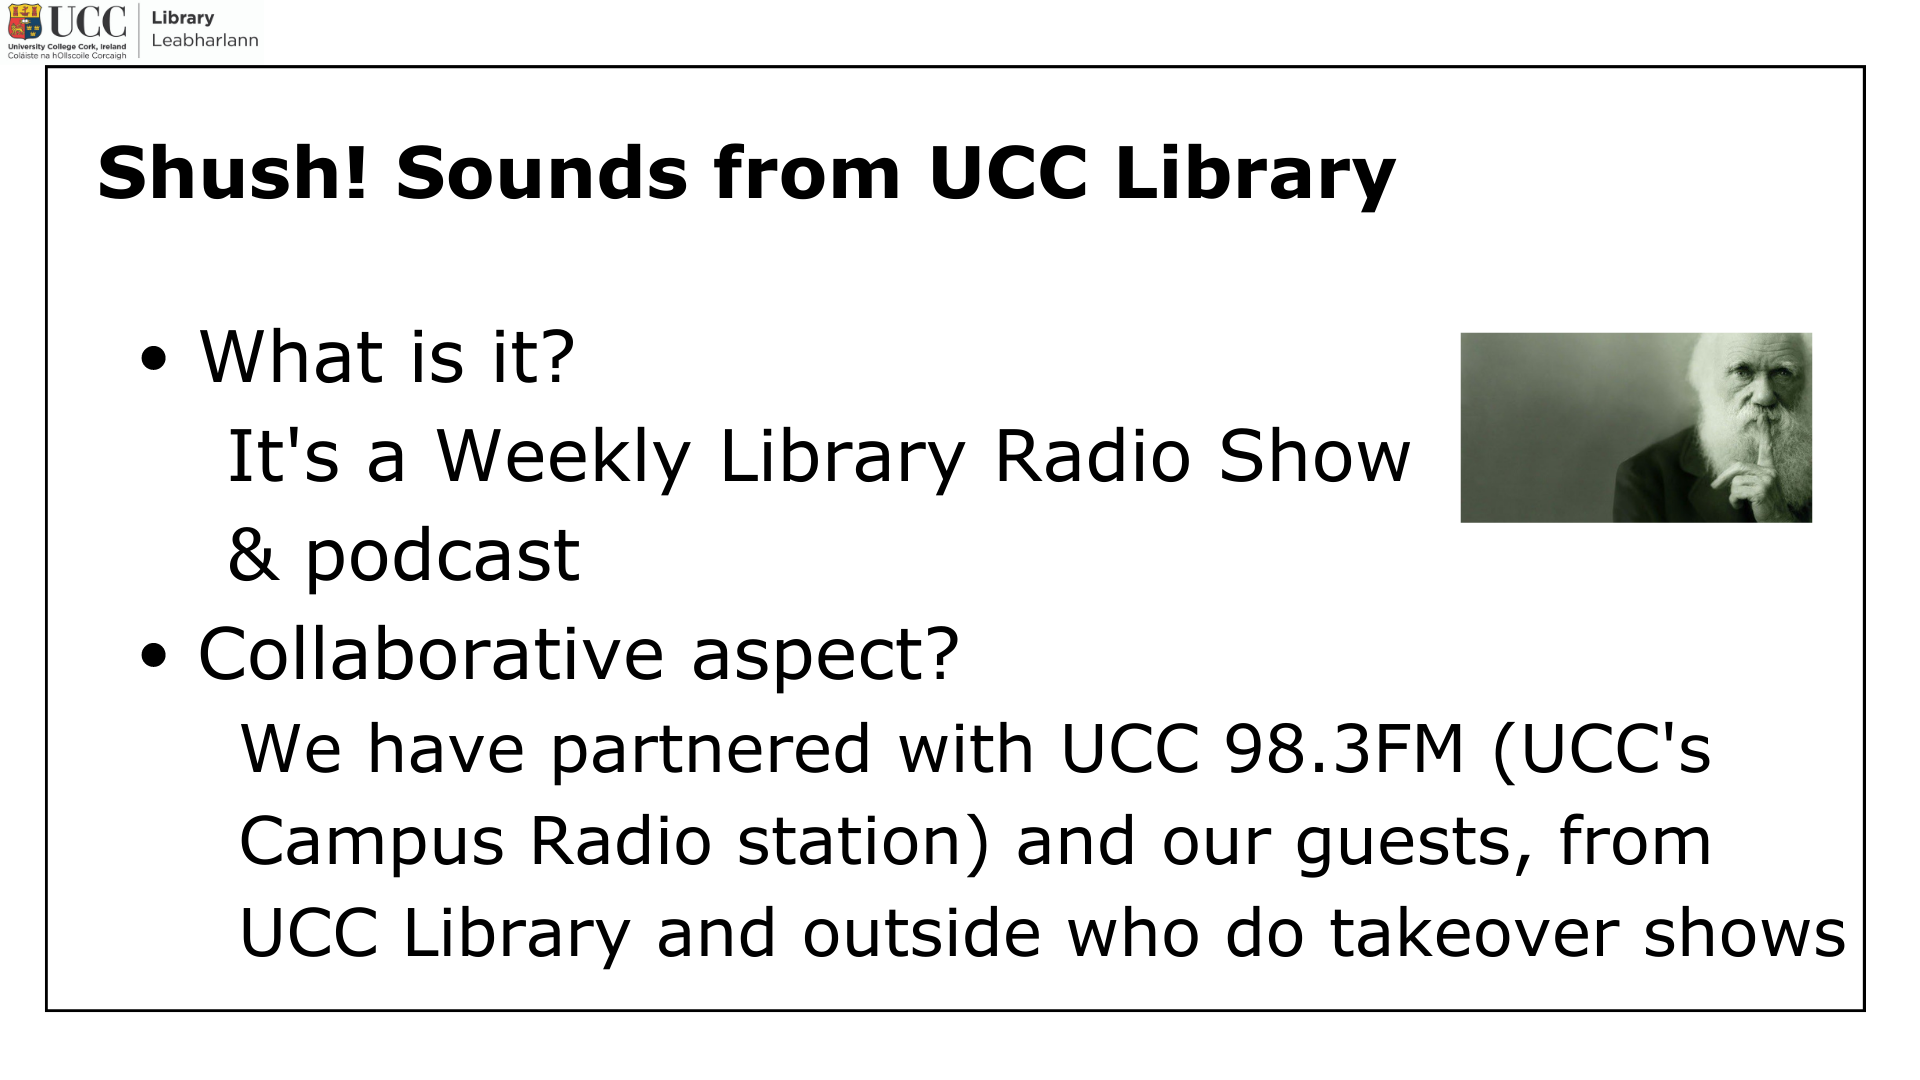 UCC
University College Cork, Ireland
Coláiste na hOllscoile Corcaigh
Library
Leabharlann
Shush! Sounds from UCC Library
• What is it?
It's a Weekly Library Radio Show
& podcast
• Collaborative aspect?
We have partnered with UCC 98.3FM (UCC's
Campus Radio station) and our guests, from
UCC Library and outside who do takeover shows